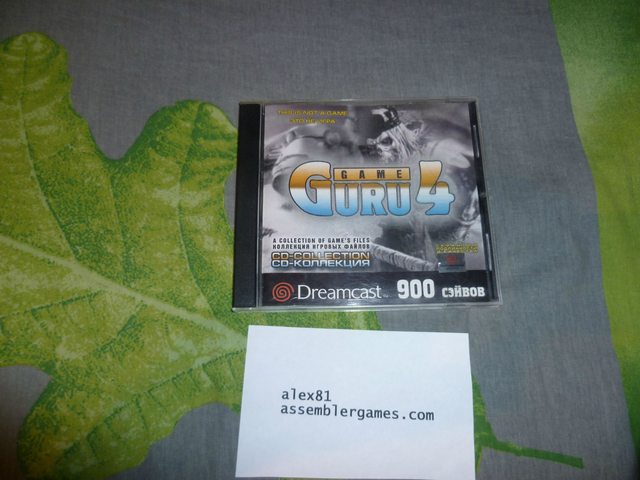 THIS IS NOT A GAME
ЭТО НЕ ИГРА
GAME
GURU 4
A COLLECTION OF GAME'S FILES
КОЛЛЕКЦИЯ ИГРОВЫХ ФАЙЛОВ
CD-COLLECTION
CD-КОЛЛЕКЦИЯ
Dreamcast™ 900 СЭЙВОВ
alex81
assemblergames.com